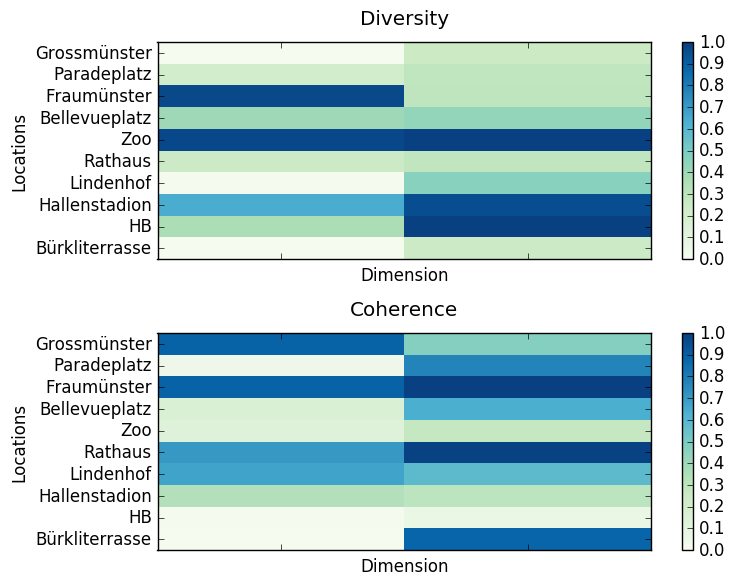 Diversity
Grossmünster
Paradeplatz
Fraumünster
Bellevueplatz
Zoo
Rathaus
Lindenhof
Hallenstadion
HB
Bürkliterrasse
Locations
Dimension
1.0
0.9
0.8
0.7
0.6
0.5
0.4
0.3
0.2
0.1
0.0
Coherence
Grossmünster
Paradeplatz
Fraumünster
Bellevueplatz
Zoo
Rathaus
Lindenhof
Hallenstadion
HB
Bürkliterrasse
Locations
Dimension
1.0
0.9
0.8
0.7
0.6
0.5
0.4
0.3
0.2
0.1
0.0